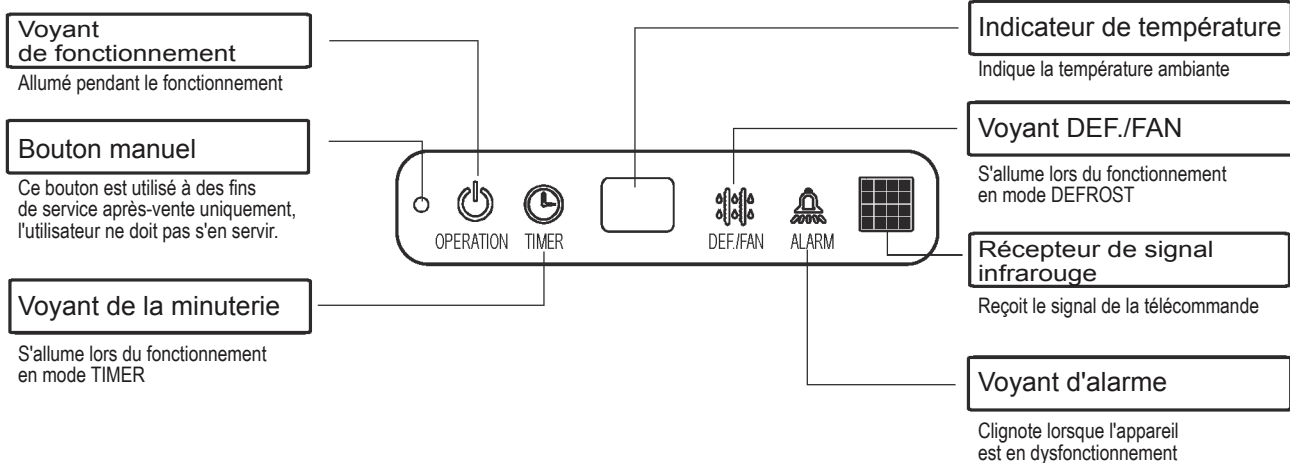 Voyant
de fonctionnement
Allumé pendant le fonctionnement
Bouton manuel
Ce bouton est utilisé à des fins
de service après-vente uniquement,
l'utilisateur ne doit pas s'en servir.
Voyant de la minuterie
S'allume lors du fonctionnement
en mode TIMER
OPERATION TIMER DEF./FAN ALARM
Indicateur de température
Indique la température ambiante
Voyant DEF./FAN
S'allume lors du fonctionnement
en mode DEFROST
Récepteur de signal
infrarouge
Reçoit le signal de la télécommande
Voyant d'alarme
Clignote lorsque l'appareil
est en dysfonctionnement